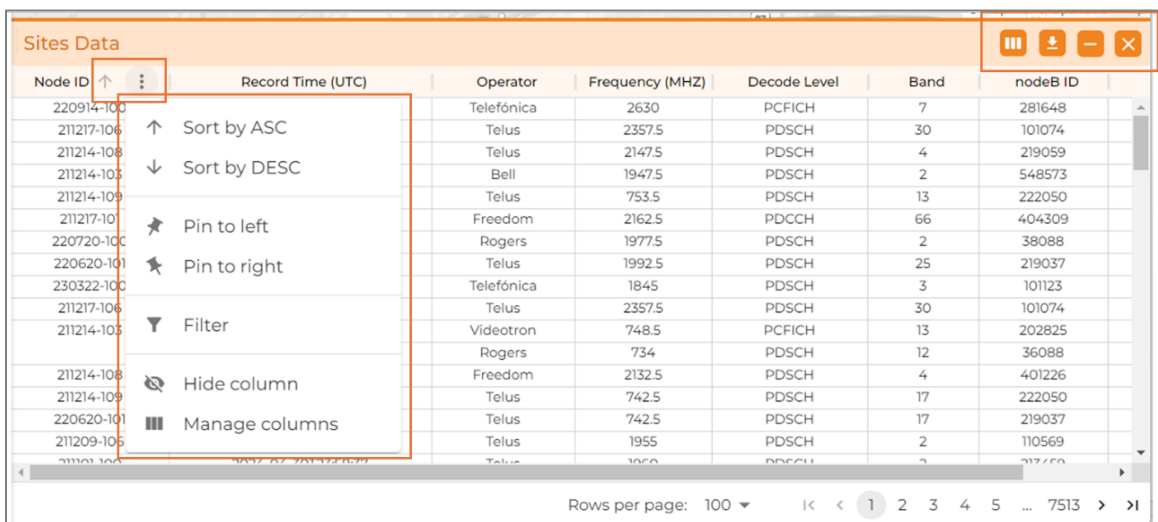 Sites Data
Node ID Record Time (UTC) Operator Frequency (MHZ) Decode Level Band nodeB ID
220914-100 Telefónica 2630 PCFICH 7 281648
211217-106 Telus 2357.5 PDSCH 30 101074
Sort by ASC
211214-108 Telus 2147.5 PDSCH 4 219059
211214-103 Bell 1947.5 PDSCH 2 548573
Sort by DESC
211214-109 Telus 753.5 PDSCH 13 222050
211217-101 Freedom 2162.5 PDCCH 66 404309
Pin to left
220720-100 Rogers 1977.5 PDSCH 2 38088
220620-101 Telus 1992.5 PDSCH 25 219037
Pin to right
230322-100 Telefónica 1845 PDSCH 3 101123
211217-106 Telus 2357.5 PDSCH 30 101074
Filter
211214-103 Videotron 748.5 PCFICH 13 202825
Rogers 734 PDSCH 12 36088
211214-108 Freedom 2132.5 PDSCH 4 401226
Hide column
211214-109 Telus 742.5 PDSCH 17 222050
220620-101 Telus 742.5 PDSCH 17 219037
Manage columns
211209-106 Telus 1955 PDSCH 2 110569
Telus 1960 PDSCH 2
Rows per page: 100 1 2 3 4 5 ... 7513